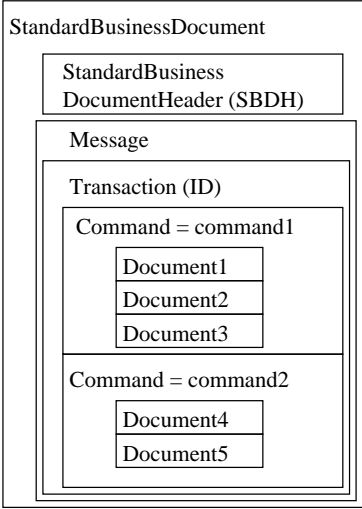 StandardBusinessDocument
StandardBusiness
DocumentHeader (SBDH)
Message
Transaction (ID)
Command = command1
Document1
Document2
Document3
Command = command2
Document4
Document5